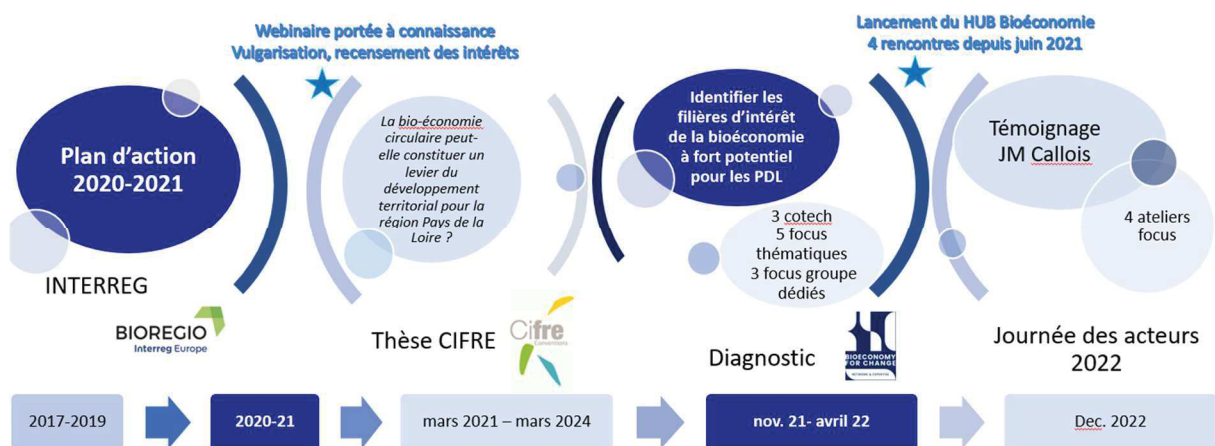 Webinaire portée à connaissance
Vulgarisation, recensement des intérêts
Lancement du HUB Bioéconomie
4 rencontres depuis juin 2021
Plan d'action
2020-2021
La bio-économie
circulaire peut-
elle constituer un
levier du
développement
territorial pour la
région Pays de la
Loire ?
Identifier les
filières d'intérêt
de la bioéconomie
à fort potentiel
pour les PDL
3 cotech
5 focus
thématiques
3 focus groupe
dédiés
Témoignage
JM Callois
4 ateliers
focus
INTERREG
BIOREGIO
Interreg Europe
Thèse CIFRE
Cifre
Conventions
Diagnostic
BIOECONOMY
FOR CHANGE
NETWORK & EXPERTISE
Journée des acteurs
2022
2017-2019
2020-21
mars 2021 – mars 2024
nov. 21- avril 22
Dec. 2022